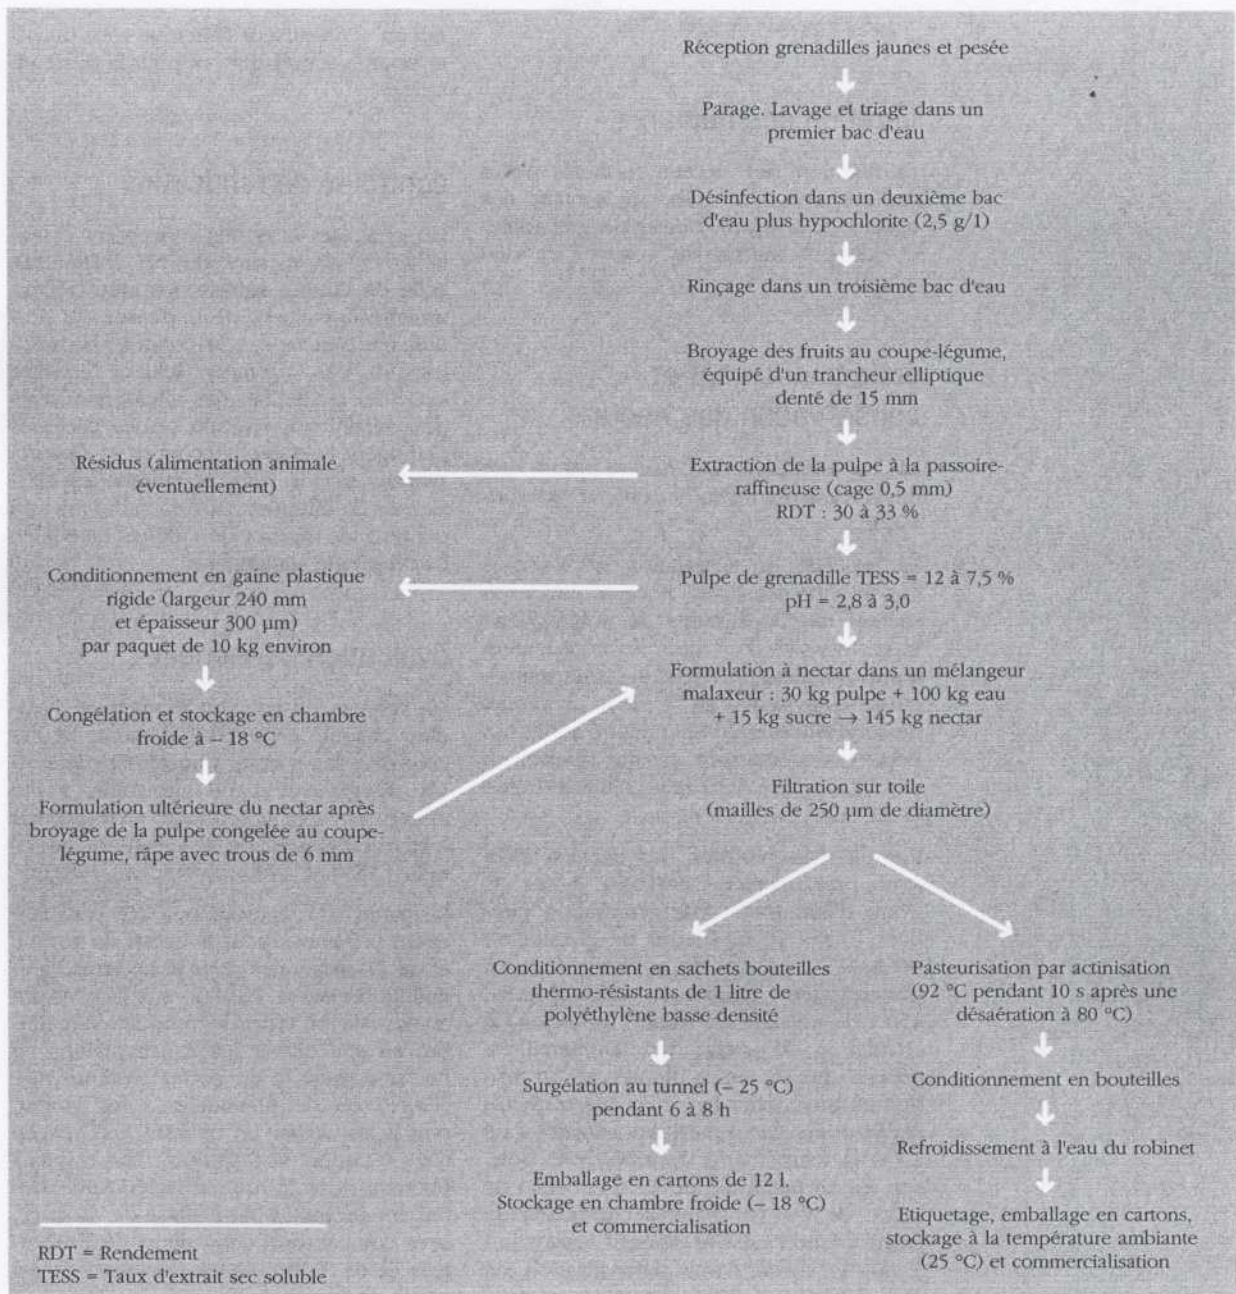 Réception grenadilles jaunes et pesée
Parage. Lavage et triage dans un
premier bac d'eau
Désinfection dans un deuxième bac
d'eau plus hypochlorite (2,5 g/l)
Rinçage dans un troisième bac d'eau
Broyage des fruits au coupe-légume,
équipé d'un trancheur elliptique
denté de 15 mm
Extraction de la pulpe à la passoire-
raffineuse (cage 0,5 mm)
RDT : 30 à 33 %
Résidus (alimentation animale
éventuellement)
Pulpe de grenadille TESS = 12 à 7,5 %
pH = 2,8 à 3,0
Conditionnement en gaine plastique
rigide (largeur 240 mm
et épaisseur 300 µm)
par paquet de 10 kg environ
Congélation et stockage en chambre
froide à – 18 °C
Formulation ultérieure du nectar après
broyage de la pulpe congelée au coupe-
légume, râpe avec trous de 6 mm
Formulation à nectar dans un mélangeur
malaxeur : 30 kg pulpe + 100 kg eau
+ 15 kg sucre → 145 kg nectar
Filtration sur toile
(mailles de 250 µm de diamètre)
Conditionnement en sachets bouteilles
thermo-résistants de 1 litre de
polyéthylène basse densité
Surgélation au tunnel (– 25 °C)
pendant 6 à 8 h
Emballage en cartons de 12 l.
Stockage en chambre froide (– 18 °C)
et commercialisation
Pasteurisation par actinisation
(92 °C pendant 10 s après une
désaération à 80 °C)
Conditionnement en bouteilles
Refroidissement à l'eau du robinet
Etiquetage, emballage en cartons,
stockage à la température ambiante
(25 °C) et commercialisation
RDT = Rendement
TESS = Taux d'extrait sec soluble